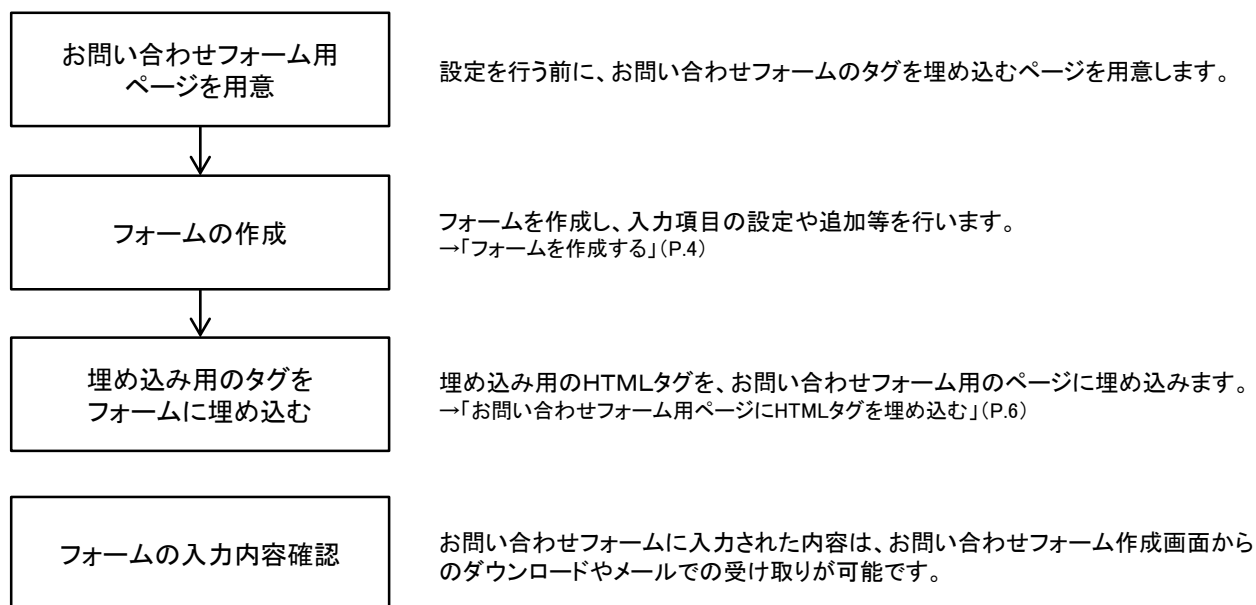 お問い合わせフォーム用
ページを用意
設定を行う前に、お問い合わせフォームのタグを埋め込むページを用意します。
フォームの作成
フォームを作成し、入力項目の設定や追加等を行います。
→「フォームを作成する」(P.4)
埋め込み用のタグを
フォームに埋め込む
埋め込み用のHTMLタグを、お問い合わせフォーム用のページに埋め込みます。
→「お問い合わせフォーム用ページにHTMLタグを埋め込む」(P.6)
フォームの入力内容確認
お問い合わせフォームに入力された内容は、お問い合わせフォーム作成画面から
のダウンロードやメールでの受け取りが可能です。